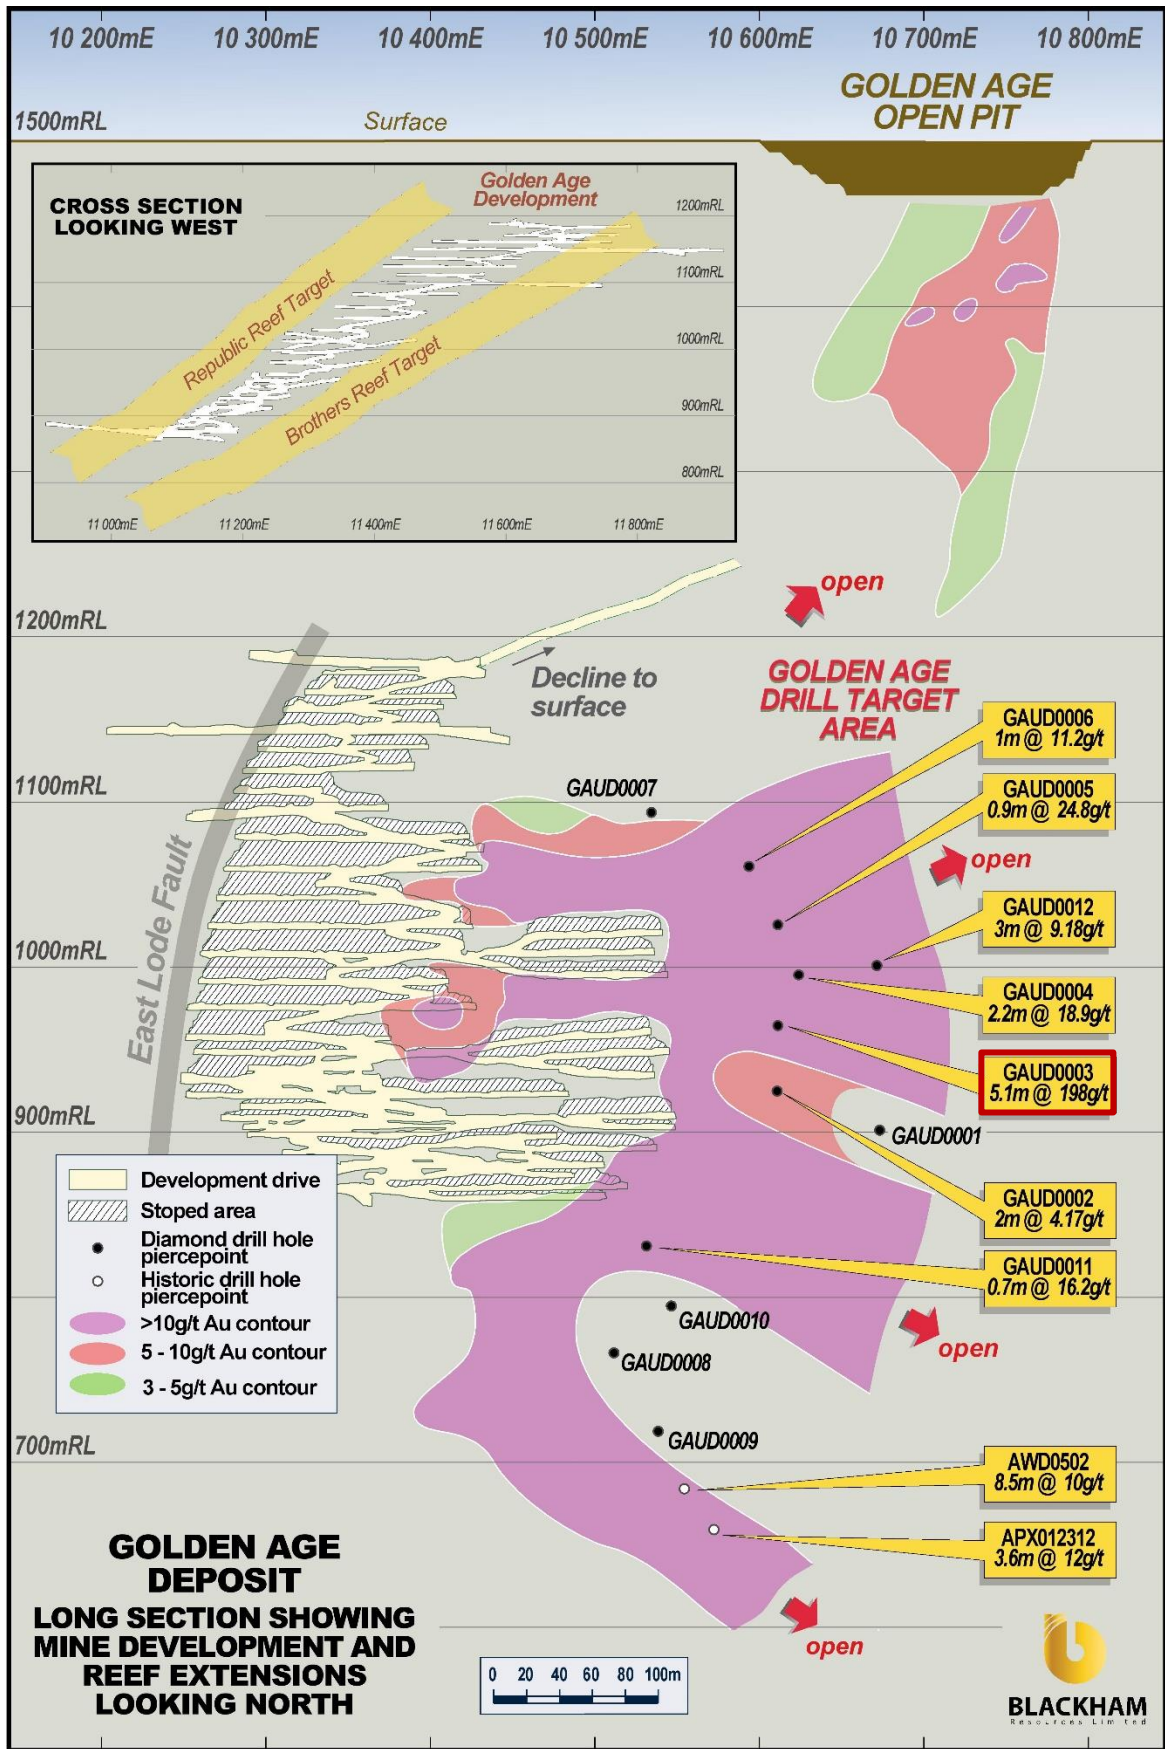 10 200mE 10 300mE 10 400mE 10 500mE 10 600mE 10 700mE 10 800mE
GOLDEN AGE
OPEN PIT
1500mRL
Surface
CROSS SECTION
LOOKING WEST
Golden Age
Development
1200mRL
1100mRL
1000mRL
900mRL
800mRL
Republic Reef Target
Brothers Reef Target
11 000mE 11 200mE 11 400mE 11 600mE 11 800mE
open
1200mRL
Decline to
surface
GOLDEN AGE
DRILL TARGET
AREA
GAUD0006
1m @ 11.2g/t
1100mRL
GAUD0007
GAUD0005
0.9m @ 24.8g/t
open
East Lode Fault
GAUD0012
3m @ 9.18g/t
1000mRL
GAUD0004
2.2m @ 18.9g/t
GAUD0003
5.1m @ 198g/t
900mRL
GAUD0001
Development drive
Stoped area
Diamond drill hole
piercepoint
Historic drill hole
piercepoint
>10g/t Au contour
5 - 10g/t Au contour
3 - 5g/t Au contour
GAUD0002
2m @ 4.17g/t
GAUD0011
0.7m @ 16.2g/t
GAUD0010
GAUD0008
open
GAUD0009
700mRL
AWD0502
8.5m @ 10g/t
APX012312
3.6m @ 12g/t
GOLDEN AGE
DEPOSIT
LONG SECTION SHOWING
MINE DEVELOPMENT AND
REEF EXTENSIONS
LOOKING NORTH
open
0 20 40 60 80 100m
BLACKHAM
Resources Limited